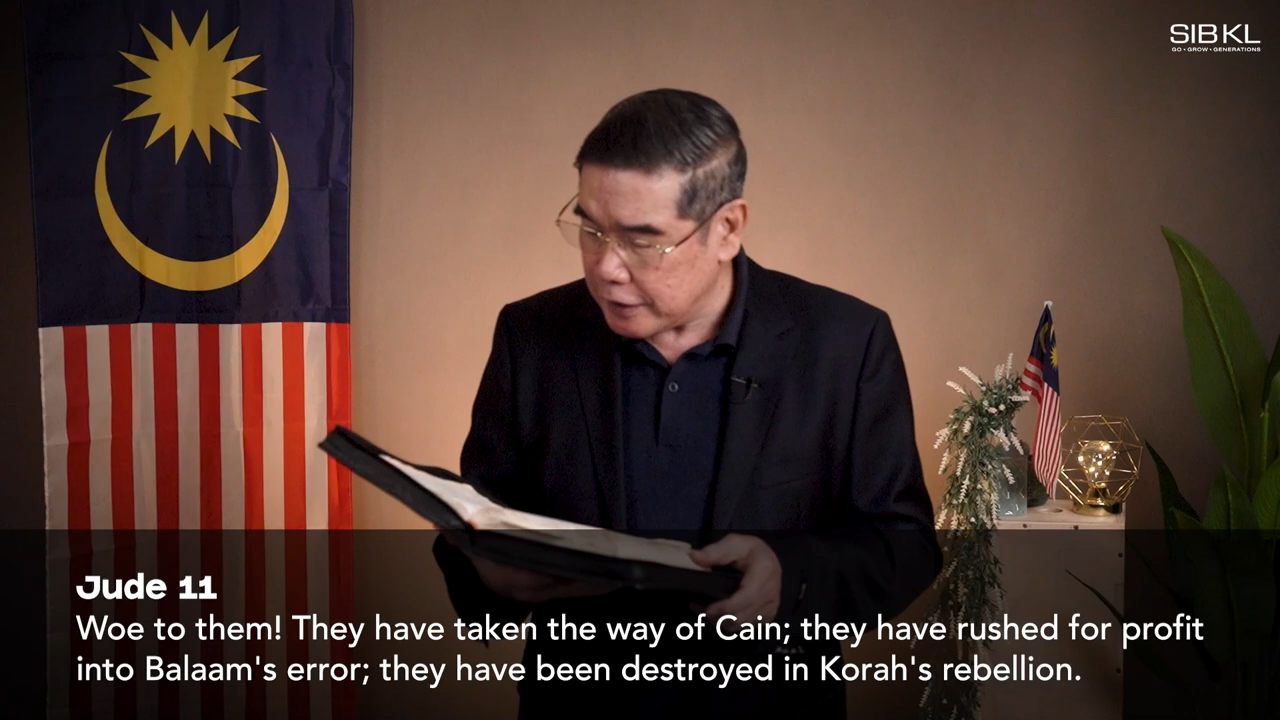 SIBKL
GO • GROW • GENERATIONS
Jude 11
Woe to them! They have taken the way of Cain; they have rushed for profit
into Balaam's error; they have been destroyed in Korah's rebellion.